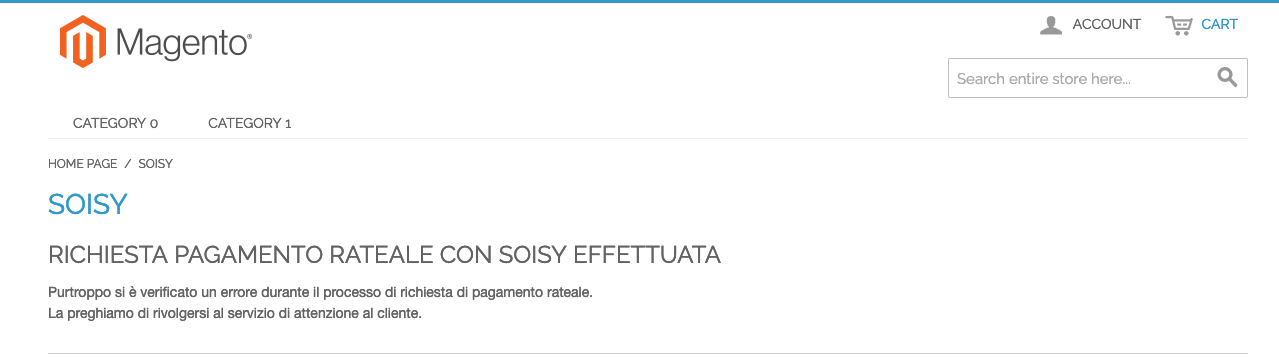 Magento®
ACCOUNT
CART
Search entire store here...
CATEGORY 0
CATEGORY 1
HOME PAGE / SOISY
SOISY
RICHIESTA PAGAMENTO RATEALE CON SOISY EFFETTUATA
Purtroppo si è verificato un errore durante il processo di richiesta di pagamento rateale.
La preghiamo di rivolgersi al servizio di attenzione al cliente.